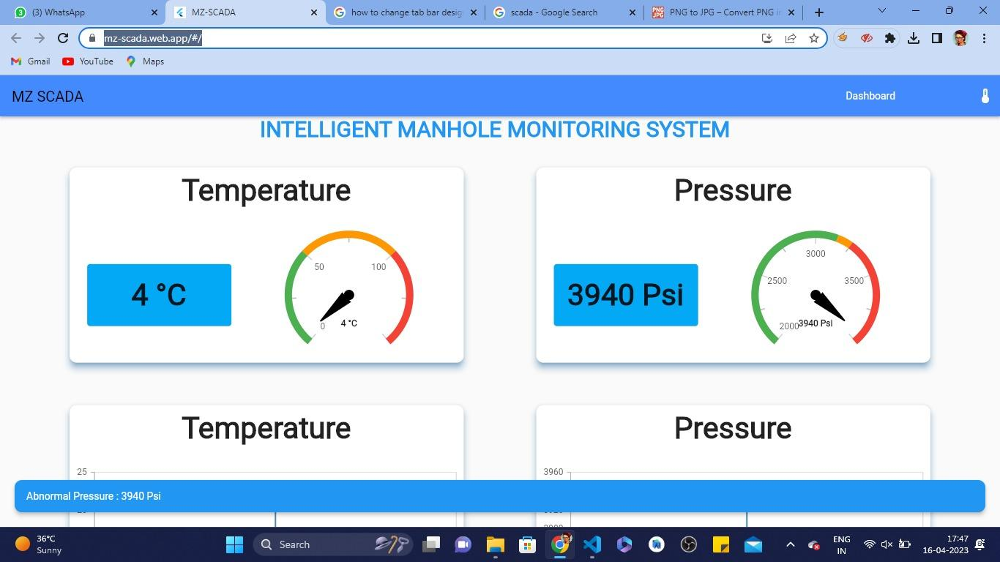 (3) WhatsApp
MZ-SCADA
how to change tab bar desig
scada - Google Search
PNG to JPG – Convert PNG i
mz-scada.web.app/#/
Gmail
YouTube
Maps
MZ SCADA
Dashboard
INTELLIGENT MANHOLE MONITORING SYSTEM
Temperature
4 °C
50
100
0
4 °C
Pressure
3940 Psi
3000
2500
3500
2000
3940 Psi
Temperature
25
Pressure
3960
Abnormal Pressure : 3940 Psi
36°C
Sunny
Search
ENG
IN
17:47
16-04-2023